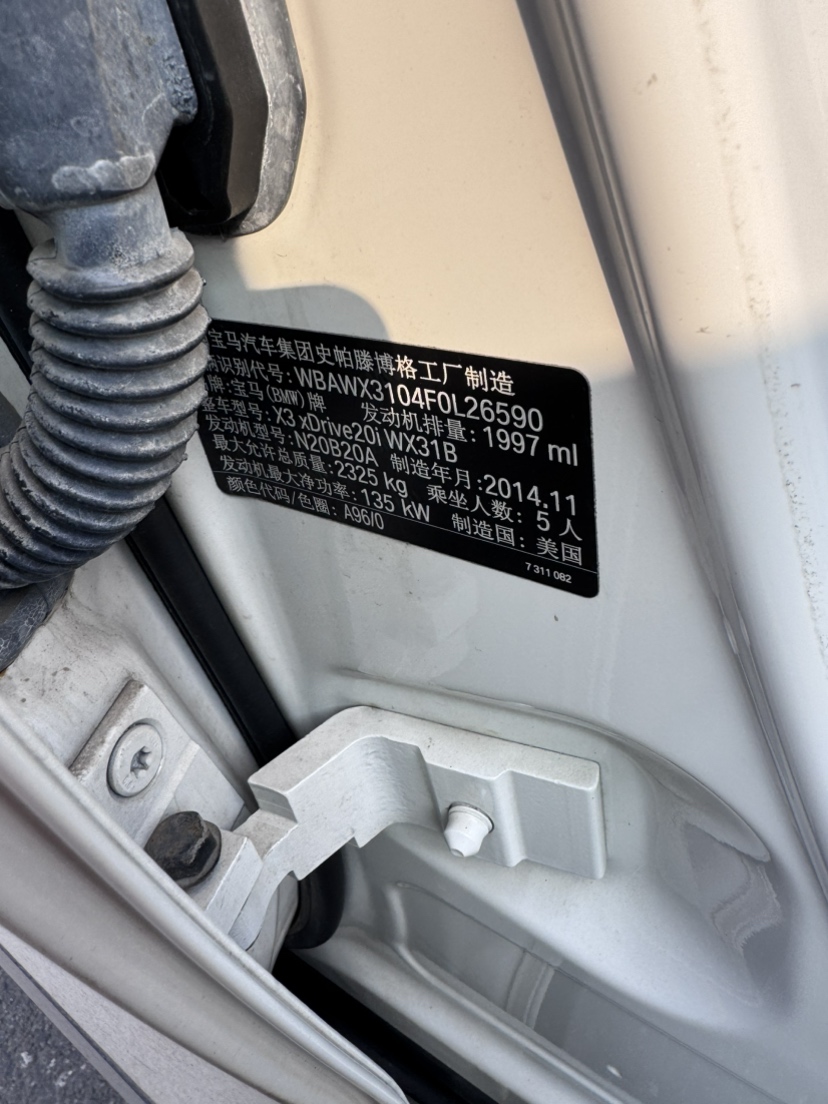 宝马汽车集团史帕滕博格工厂制造
辆识别代号: WBAWX3104F0L26590
牌: 宝马(BMW)牌 发动机排量: 1997 ml
整车型号: X3 xDrive20i WX31B
发动机型号: N20B20A 制造年月: 2014.11
最大允许总质量: 2325 kg 乘坐人数: 5 人
发动机最大净功率: 135 kW 制造国: 美国
颜色代码/色圈: A96/0
7 311 082